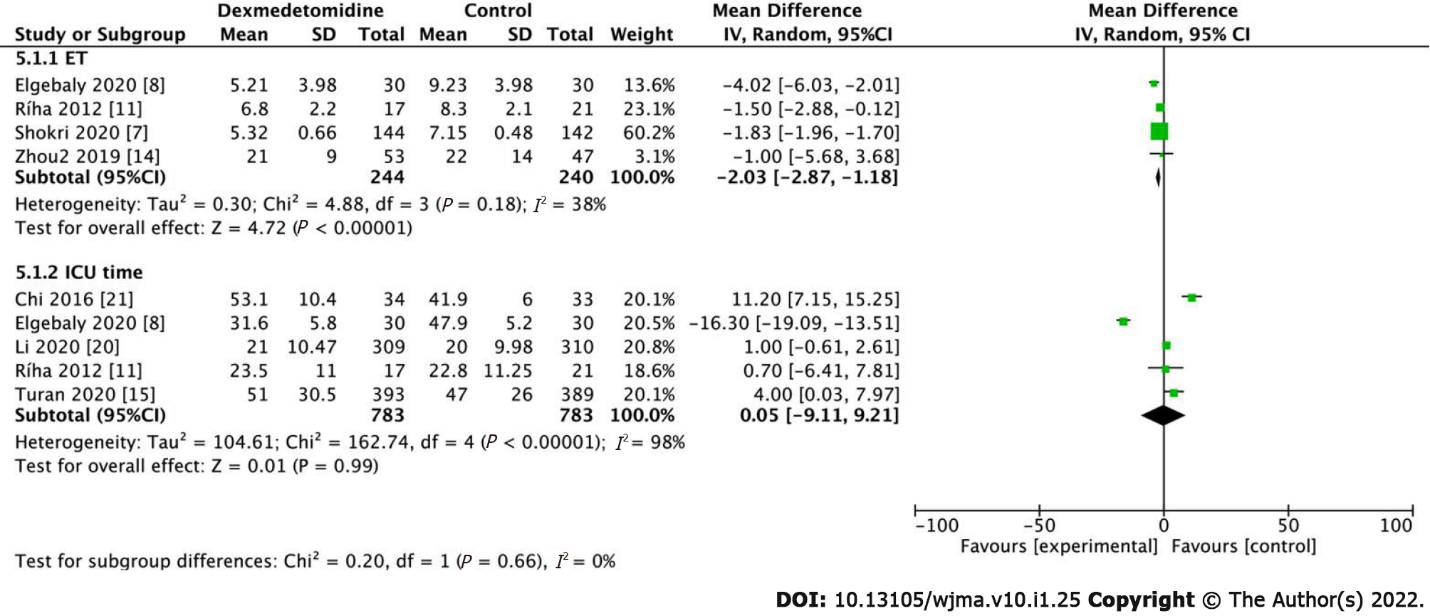 Dexmedetomidine Control Mean Difference Mean Difference
Study or Subgroup Mean SD Total Mean SD Total Weight IV, Random, 95%CI IV, Random, 95% CI
5.1.1 ET
Elgebaly 2020 [8] 5.21 3.98 30 9.23 3.98 30 13.6% −4.02 [−6.03, −2.01]
Ríha 2012 [11] 6.8 2.2 17 8.3 2.1 21 23.1% −1.50 [−2.88, −0.12]
Shokri 2020 [7] 5.32 0.66 144 7.15 0.48 142 60.2% −1.83 [−1.96, −1.70]
Zhou2 2019 [14] 21 9 53 22 14 47 3.1% −1.00 [−5.68, 3.68]
Subtotal (95%CI) 244 240 100.0% −2.03 [−2.87, −1.18]
Heterogeneity: Tau² = 0.30; Chi² = 4.88, df = 3 (P = 0.18); I² = 38%
Test for overall effect: Z = 4.72 (P < 0.00001)
5.1.2 ICU time
Chi 2016 [21] 53.1 10.4 34 41.9 6 33 20.1% 11.20 [7.15, 15.25]
Elgebaly 2020 [8] 31.6 5.8 30 47.9 5.2 30 20.5% −16.30 [−19.09, −13.51]
Li 2020 [20] 21 10.47 309 20 9.98 310 20.8% 1.00 [−0.61, 2.61]
Ríha 2012 [11] 23.5 11 17 22.8 11.25 21 18.6% 0.70 [−6.41, 7.81]
Turan 2020 [15] 51 30.5 393 47 26 389 20.1% 4.00 [0.03, 7.97]
Subtotal (95%CI) 783 783 100.0% 0.05 [−9.11, 9.21]
Heterogeneity: Tau² = 104.61; Chi² = 162.74, df = 4 (P < 0.00001); I² = 98%
Test for overall effect: Z = 0.01 (P = 0.99)
−100 −50 0 50 100
Favours [experimental] Favours [control]
Test for subgroup differences: Chi² = 0.20, df = 1 (P = 0.66), I² = 0%
DOI: 10.13105/wjma.v10.i1.25 Copyright © The Author(s) 2022.